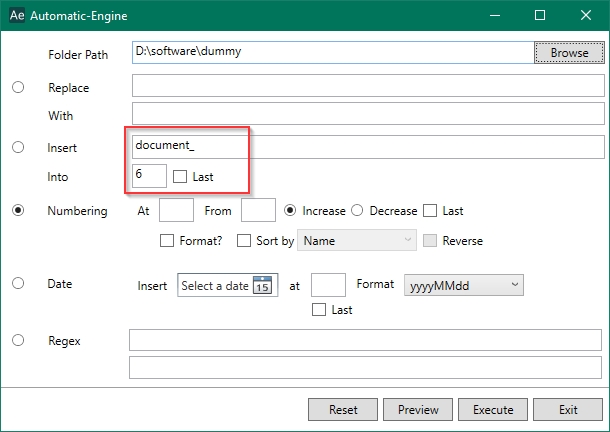 Ae Automatic-Engine
Folder Path D:\software\dummy Browse
Replace
With
Insert document_
Into 6 Last
Numbering At From Increase Decrease Last
Format? Sort by Name Reverse
Date Insert Select a date 15 at Format yyyyMMdd
Last
Regex
Reset Preview Execute Exit